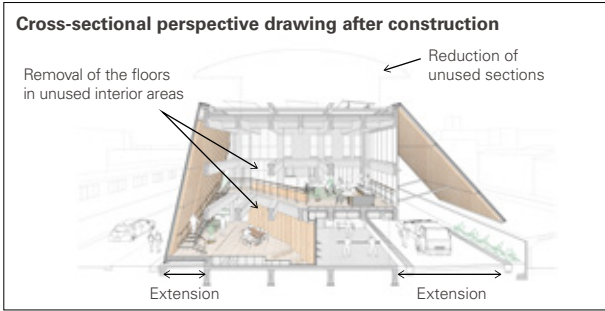 Cross-sectional perspective drawing after construction
Reduction of
unused sections
Removal of the floors
in unused interior areas
Extension
Extension